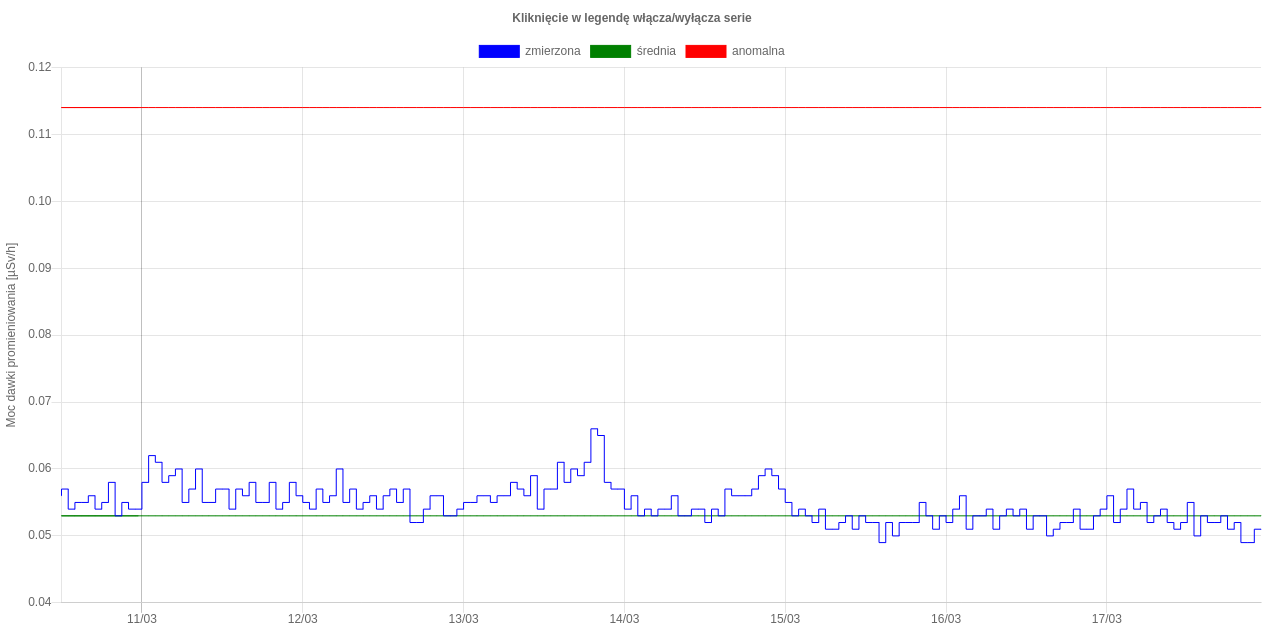 Kliknięcie w legendę włącza/wyłącza serie
zmierzona średnia anomalna
Moc dawki promieniowania [µSv/h]
0.12
0.11
0.10
0.09
0.08
0.07
0.06
0.05
0.04
11/03 12/03 13/03 14/03 15/03 16/03 17/03